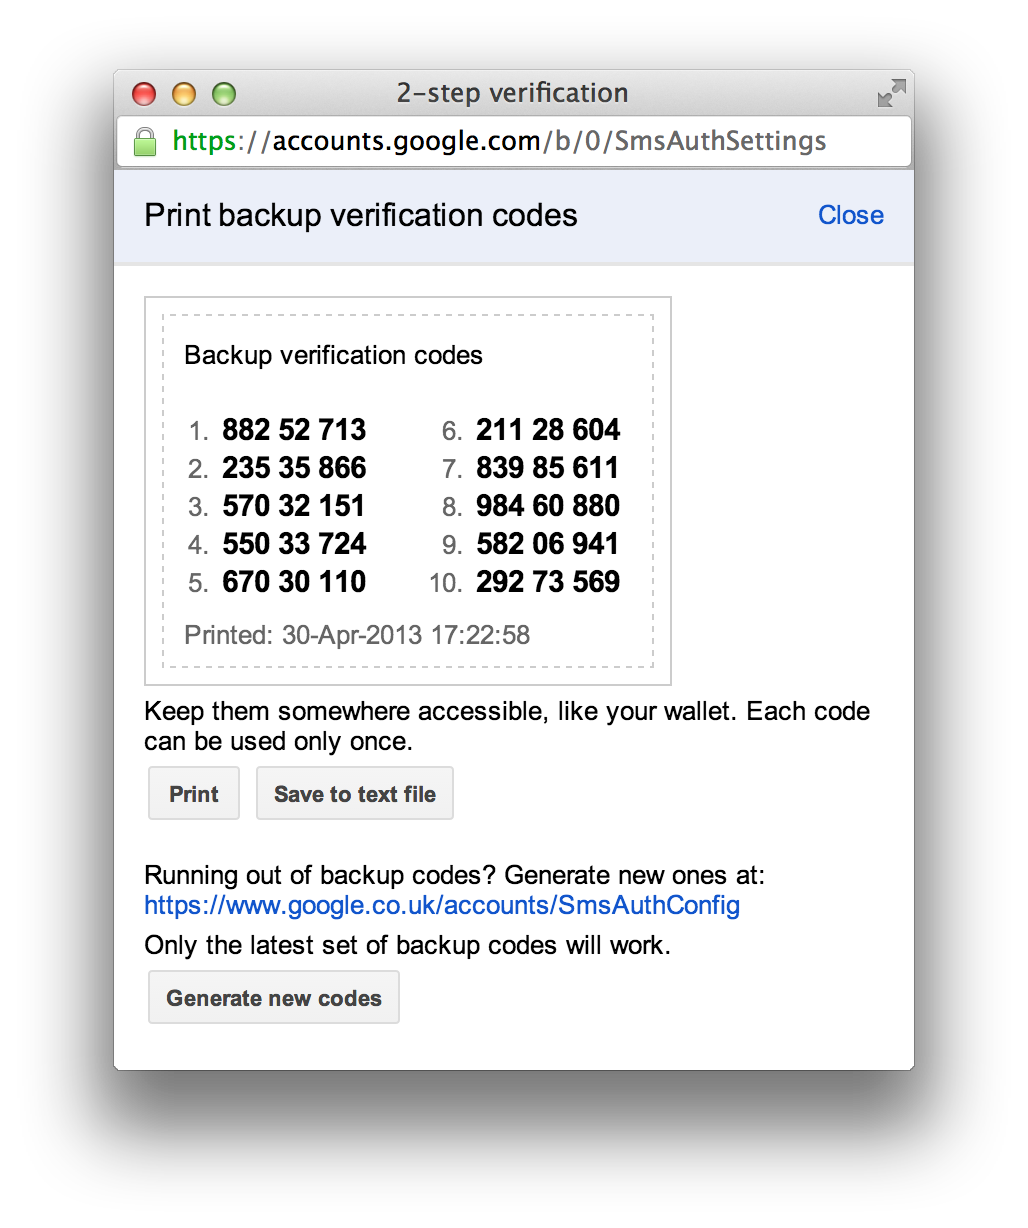 2-step verification
https://accounts.google.com/b/0/SmsAuthSettings
Print backup verification codes Close
Backup verification codes
1. 882 52 713 6. 211 28 604
2. 235 35 866 7. 839 85 611
3. 570 32 151 8. 984 60 880
4. 550 33 724 9. 582 06 941
5. 670 30 110 10. 292 73 569
Printed: 30-Apr-2013 17:22:58
Keep them somewhere accessible, like your wallet. Each code
can be used only once.
Print Save to text file
Running out of backup codes? Generate new ones at:
https://www.google.co.uk/accounts/SmsAuthConfig
Only the latest set of backup codes will work.
Generate new codes